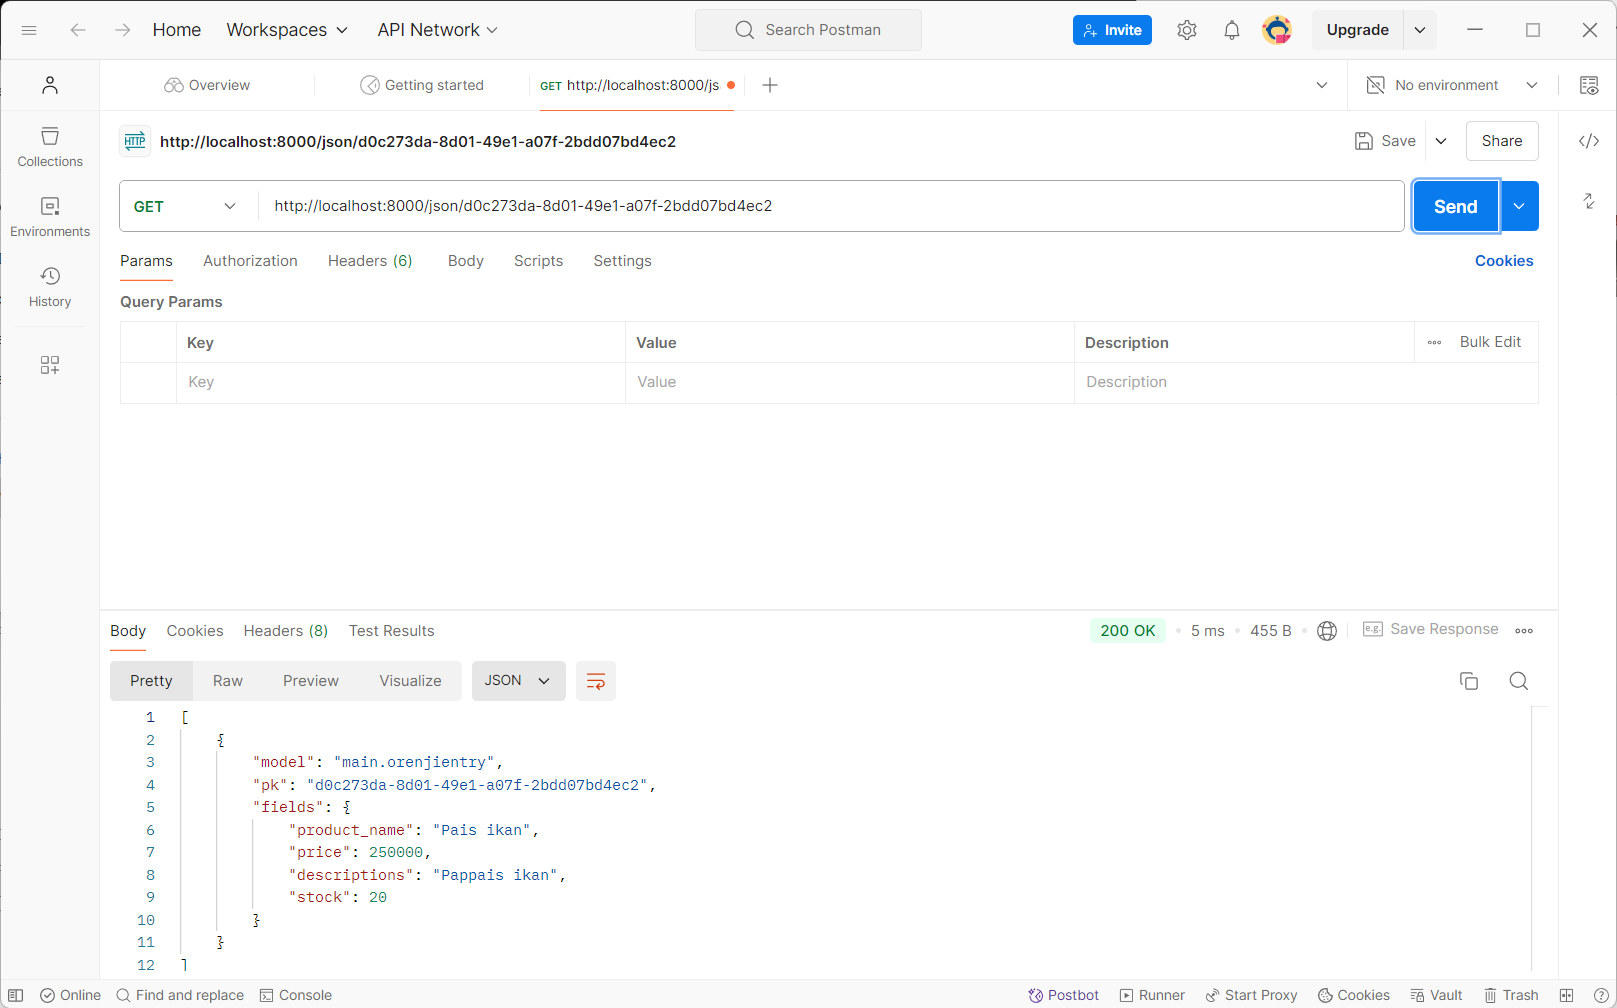 Home Workspaces API Network Search Postman Invite Upgrade
Overview Getting started GET http://localhost:8000/js No environment
HTTP http://localhost:8000/json/d0c273da-8d01-49e1-a07f-2bdd07bd4ec2 Save Share
Collections
GET http://localhost:8000/json/d0c273da-8d01-49e1-a07f-2bdd07bd4ec2 Send
Environments
Params Authorization Headers (6) Body Scripts Settings Cookies
History
Query Params
Key Value Description Bulk Edit
Key Value Description
Body Cookies Headers (8) Test Results 200 OK 5 ms 455 B e.g. Save Response
Pretty Raw Preview Visualize JSON
1 [
2 {
3 "model": "main.orenjientry",
4 "pk": "d0c273da-8d01-49e1-a07f-2bdd07bd4ec2",
5 "fields": {
6 "product_name": "Pais ikan",
7 "price": 250000,
8 "descriptions": "Pappais ikan",
9 "stock": 20
10 }
11 }
12 ]
Online Find and replace Console Postbot Runner Start Proxy Cookies Vault Trash